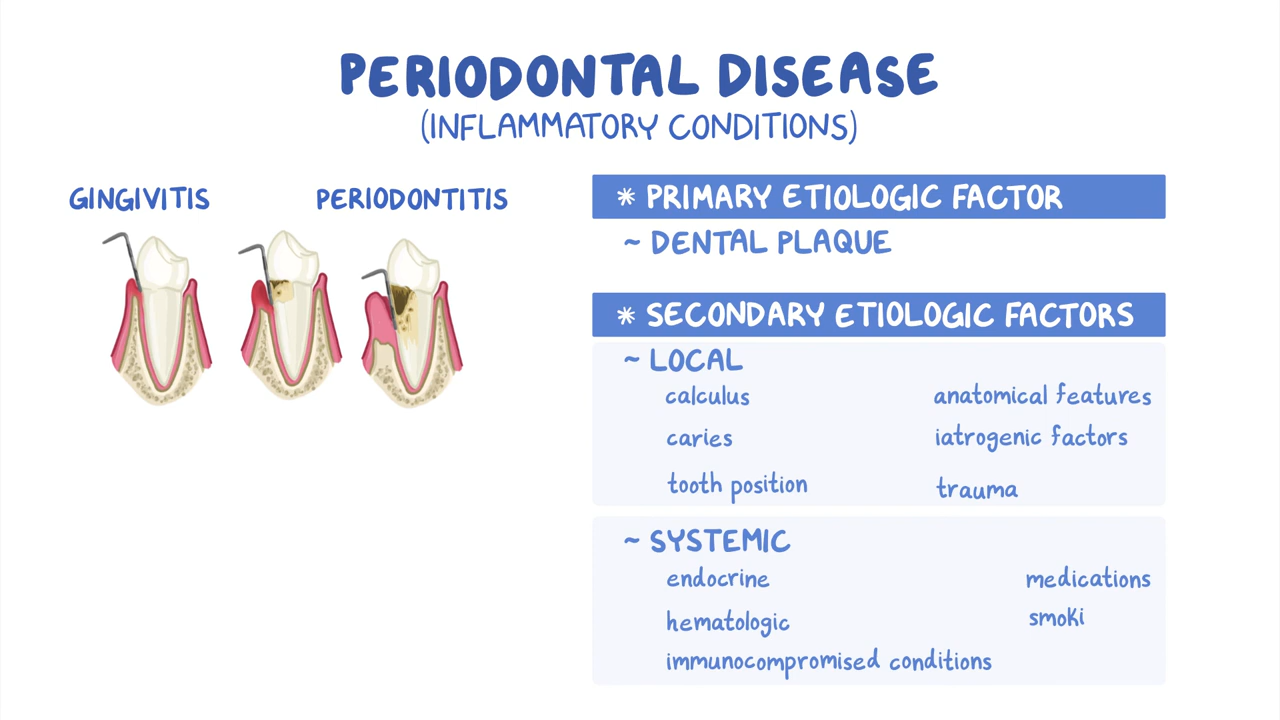 PERIODONTAL DISEASE
(INFLAMMATORY CONDITIONS)
GINGIVITIS
PERIODONTITIS
* PRIMARY ETIOLOGIC FACTOR
~ DENTAL PLAQUE
* SECONDARY ETIOLOGIC FACTORS
~ LOCAL
calculus
caries
tooth position
anatomical features
iatrogenic factors
trauma
~ SYSTEMIC
endocrine
hematologic
immunocompromised conditions
medications
smoki